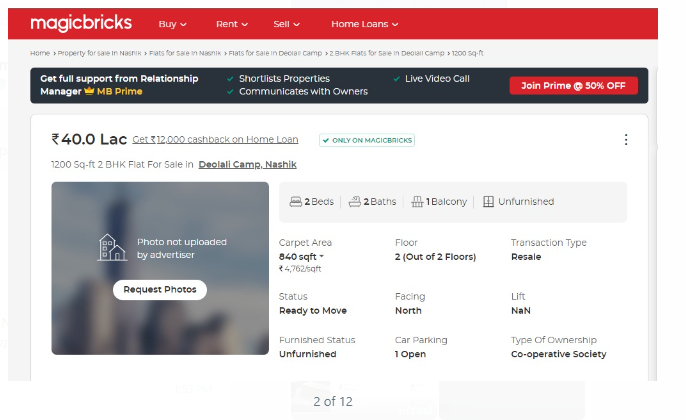 magicbricks Buy Rent Sell Home Loans
Home > Property for sale in Nashik > Flats for Sale in Nashik > Flats for Sale in Deolali Camp > 2 BHK Flats for Sale in Deolali Camp > 1200 Sq-ft
Get full support from Relationship
Manager MB Prime
✓ Shortlists Properties ✓ Live Video Call
✓ Communicates with Owners
Join Prime @ 50% OFF
₹40.0 Lac Get ₹12,000 cashback on Home Loan ✓ ONLY ON MAGICBRICKS
1200 Sq-ft 2 BHK Flat For Sale in Deolali Camp, Nashik
Photo not uploaded
by advertiser
Request Photos
2 Beds 2 Baths 1 Balcony Unfurnished
Carpet Area Floor Transaction Type
840 sqft 2 (Out of 2 Floors) Resale
₹ 4,762/sqft
Status Facing Lift
Ready to Move North NaN
Furnished Status Car Parking Type Of Ownership
Unfurnished 1 Open Co-operative Society
2 of 12